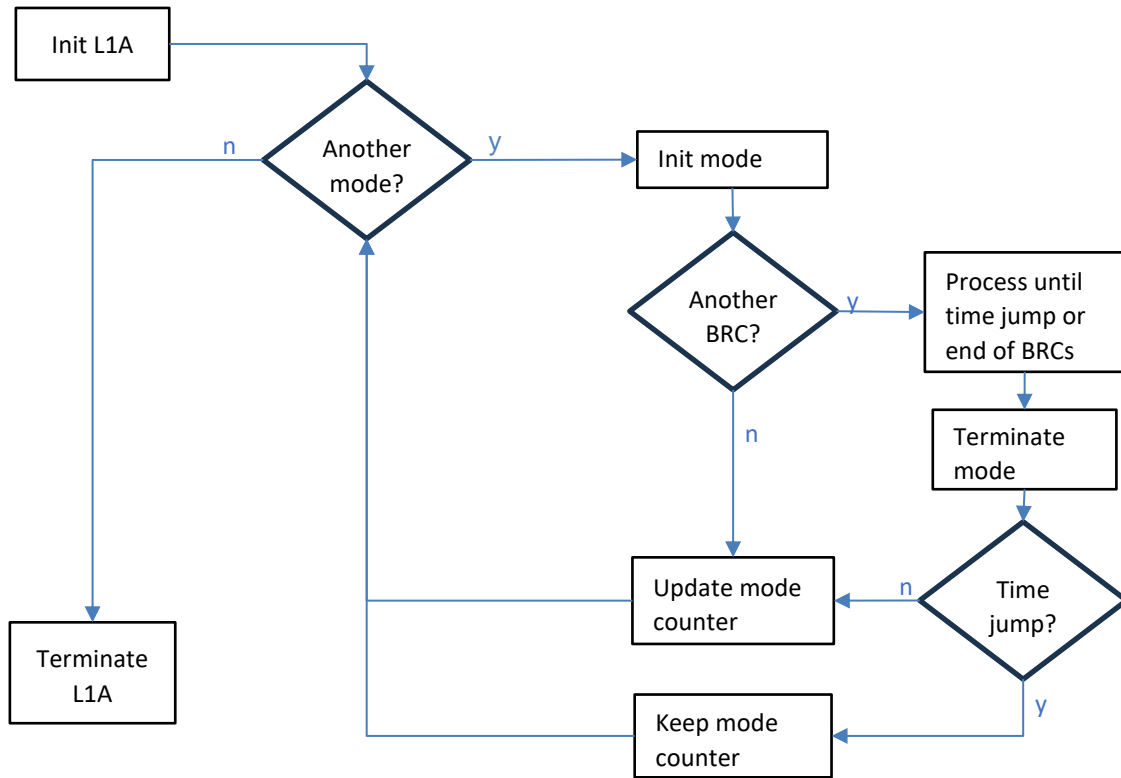 Init L1A
n
Another
mode?
y
Init mode
Another
BRC?
y
Process until
time jump or
end of BRCs
n
Terminate
mode
Update mode
counter
n
Time
jump?
Terminate
L1A
y
Keep mode
counter